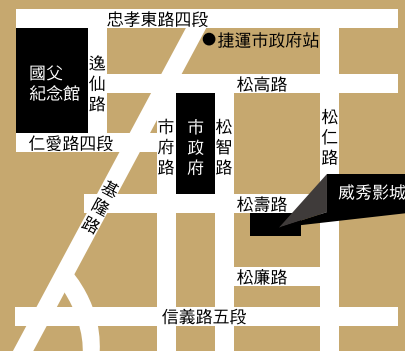 忠孝東路四段
捷運市政府站
國父
紀念館
逸仙路
松高路
仁愛路四段
市府路
市政府
松智路
松仁路
基隆路
松壽路
威秀影城
松廉路
信義路五段